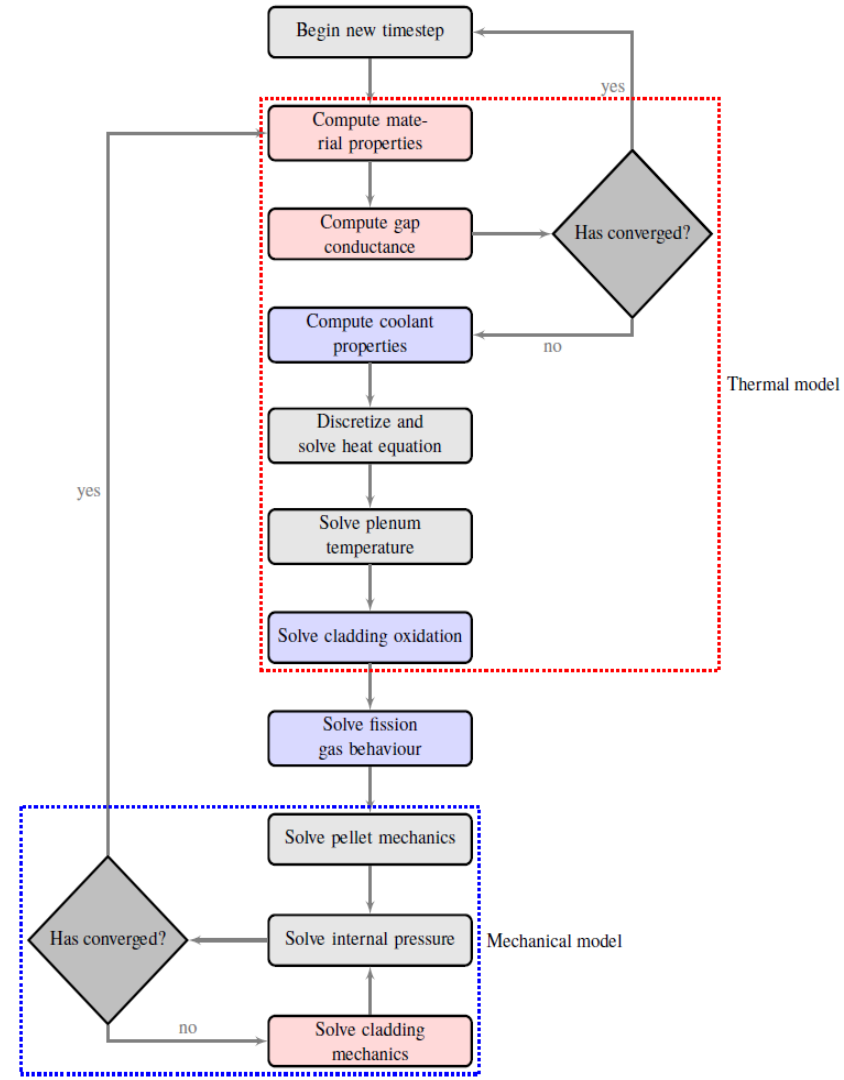 Begin new timestep
yes
Compute mate-
rial properties
Compute gap
conductance
Has converged?
Compute coolant
properties
no
Thermal model
Discretize and
solve heat equation
yes
Solve plenum
temperature
Solve cladding oxidation
Solve fission
gas behaviour
Solve pellet mechanics
Has converged?
Solve internal pressure
Mechanical model
no
Solve cladding
mechanics